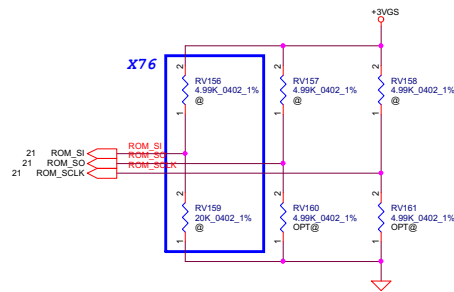 +3VGS
X76
2
RV156
4.99K_0402_1%
@
1
2
RV157
4.99K_0402_1%
@
1
2
RV158
4.99K_0402_1%
@
1
21 ROM_SI
ROM_SI
21 ROM_SO
ROM_SO
21 ROM_SCLK
ROM_SCLK
2
RV159
20K_0402_1%
@
1
2
RV160
4.99K_0402_1%
OPT@
1
2
RV161
4.99K_0402_1%
OPT@
1